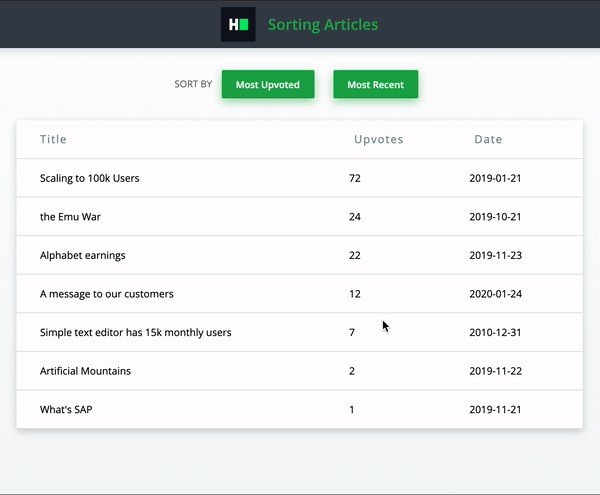 H Sorting Articles
SORT BY Most Upvoted Most Recent
Title Upvotes Date
Scaling to 100k Users 72 2019-01-21
the Emu War 24 2019-10-21
Alphabet earnings 22 2019-11-23
A message to our customers 12 2020-01-24
Simple text editor has 15k monthly users 7 2010-12-31
Artificial Mountains 2 2019-11-22
What's SAP 1 2019-11-21